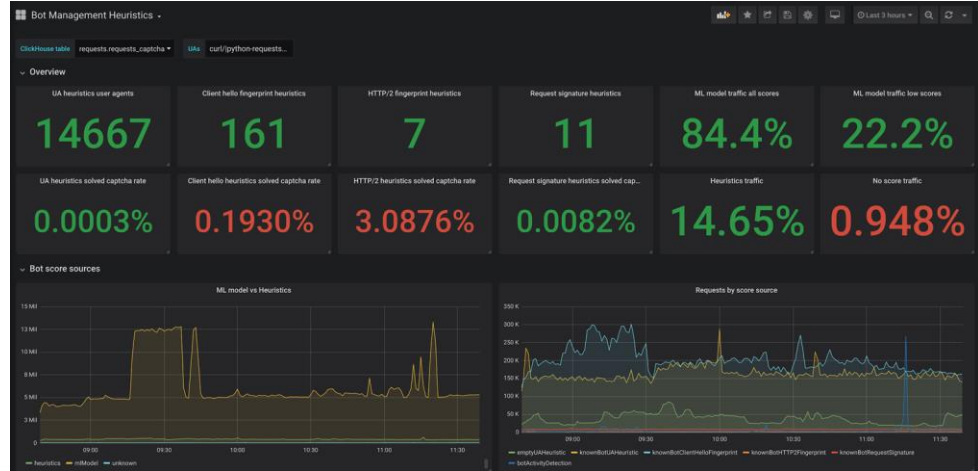 Bot Management Heuristics
Last 3 hours
ClickHouse table requests.requests_captcha UAs curl/|python-requests...
Overview
UA heuristics user agents
14667
Client hello fingerprint heuristics
161
HTTP/2 fingerprint heuristics
7
Request signature heuristics
11
ML model traffic all scores
84.4%
ML model traffic low scores
22.2%
UA heuristics solved captcha rate
0.0003%
Client hello heuristics solved captcha rate
0.1930%
HTTP/2 heuristics solved captcha rate
3.0876%
Request signature heuristics solved cap...
0.0082%
Heuristics traffic
14.65%
No score traffic
0.948%
Bot score sources
ML model vs Heuristics
15 Mil
13 Mil
10 Mil
8 Mil
5 Mil
3 Mil
0
09:00 09:30 10:00 10:30 11:00 11:30
heuristics mlModel unknown
Requests by score source
350 K
300 K
250 K
200 K
150 K
100 K
50 K
0
09:00 09:30 10:00 10:30 11:00 11:30
emptyUAHeuristic knownBotUAHeuristic knownBotClientHelloFingerprint knownBotHTTP2Fingerprint knownBotRequestSignature
botActivityDetection